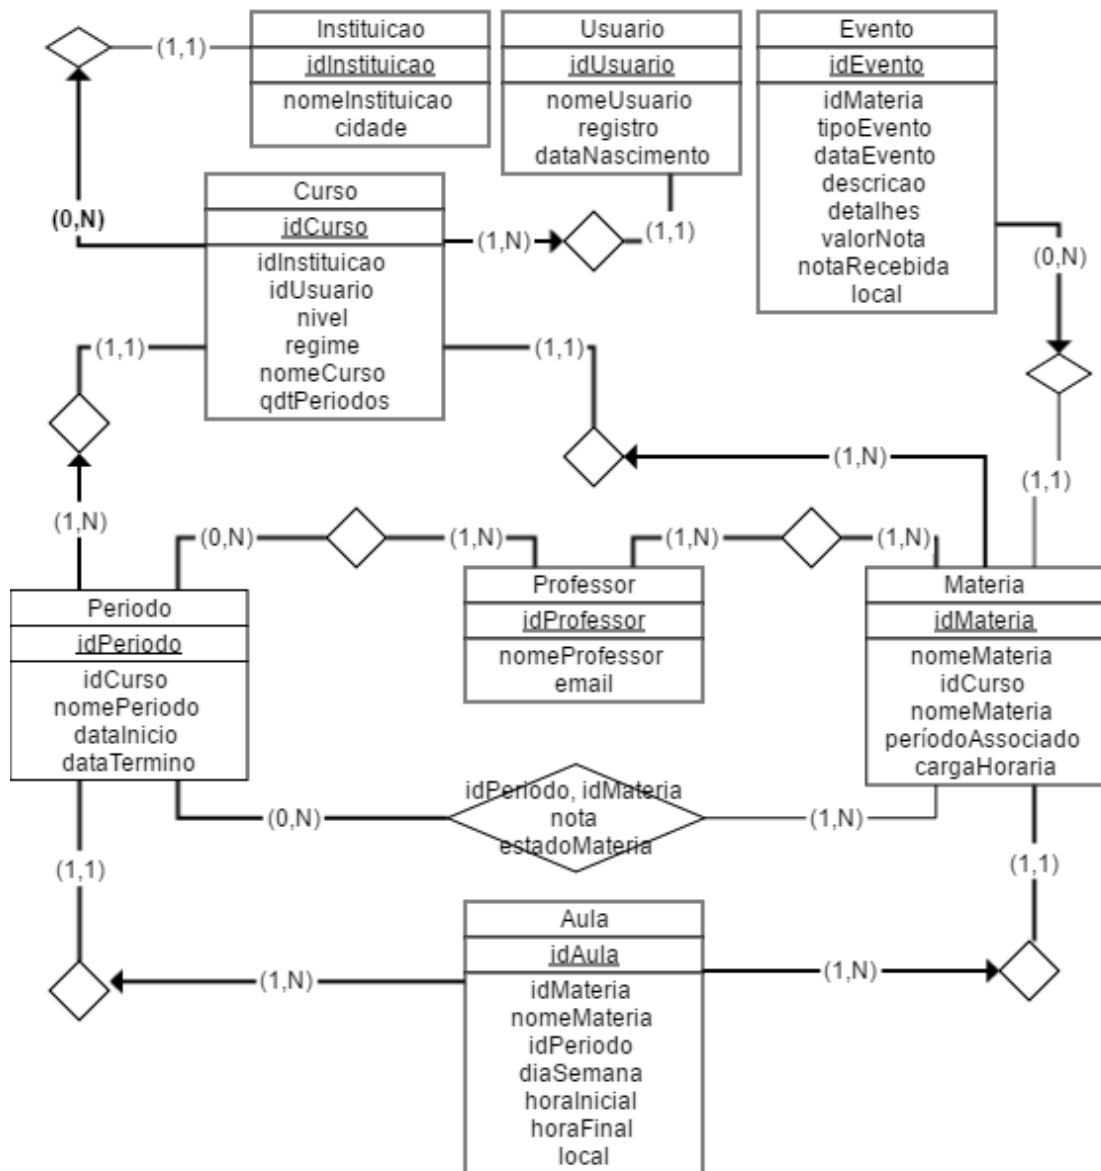 (1,1)
Instituicao
idInstituicao
nomeInstituicao
cidade
Usuario
idUsuario
nomeUsuario
registro
dataNascimento
Evento
idEvento
idMateria
tipoEvento
dataEvento
descricao
detalhes
valorNota
notaRecebida
local
(0,N)
Curso
idCurso
idInstituicao
idUsuario
nivel
regime
nomeCurso
qdtPeriodos
(1,N)
(1,1)
(0,N)
(1,1)
(1,1)
(1,N)
(1,1)
(1,N)
(0,N)
(1,N)
(1,N)
(1,N)
Periodo
idPeriodo
idCurso
nomePeriodo
dataInicio
dataTermino
Professor
idProfessor
nomeProfessor
email
Materia
idMateria
nomeMateria
idCurso
nomeMateria
períodoAssociado
cargaHoraria
(0,N)
idPeriodo, idMateria
nota
estadoMateria
(1,N)
(1,1)
(1,1)
(1,N)
Aula
idAula
idMateria
nomeMateria
idPeriodo
diaSemana
horaInicial
horaFinal
local
(1,N)